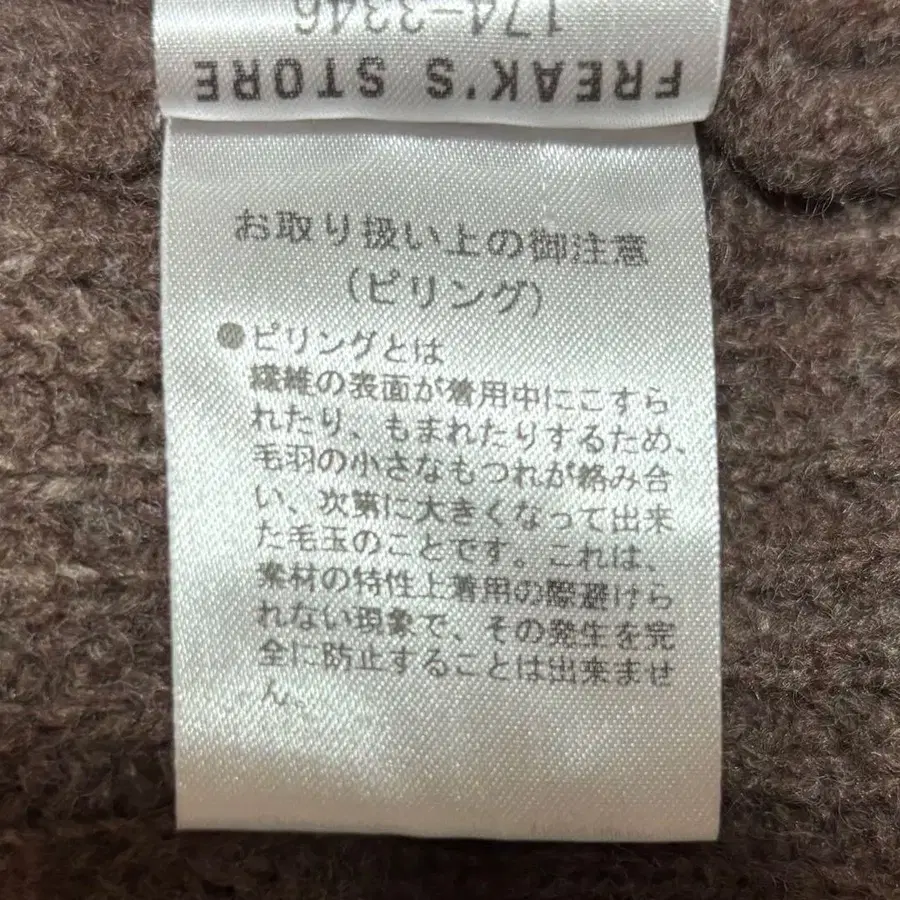 174-3346
FREAK'S STORE
お取り扱い上の御注意
(ピリング)
●ピリングとは
繊維の表面が着用中にこすら
れたり、もまれたりするため、
毛羽の小さなもつれが絡み合
い、次第に大きくなって出来
た毛玉のことです。これは、
素材の特性上着用の際避けら
れない現象で、その発生を完
全に防止することは出来ませ
ん。